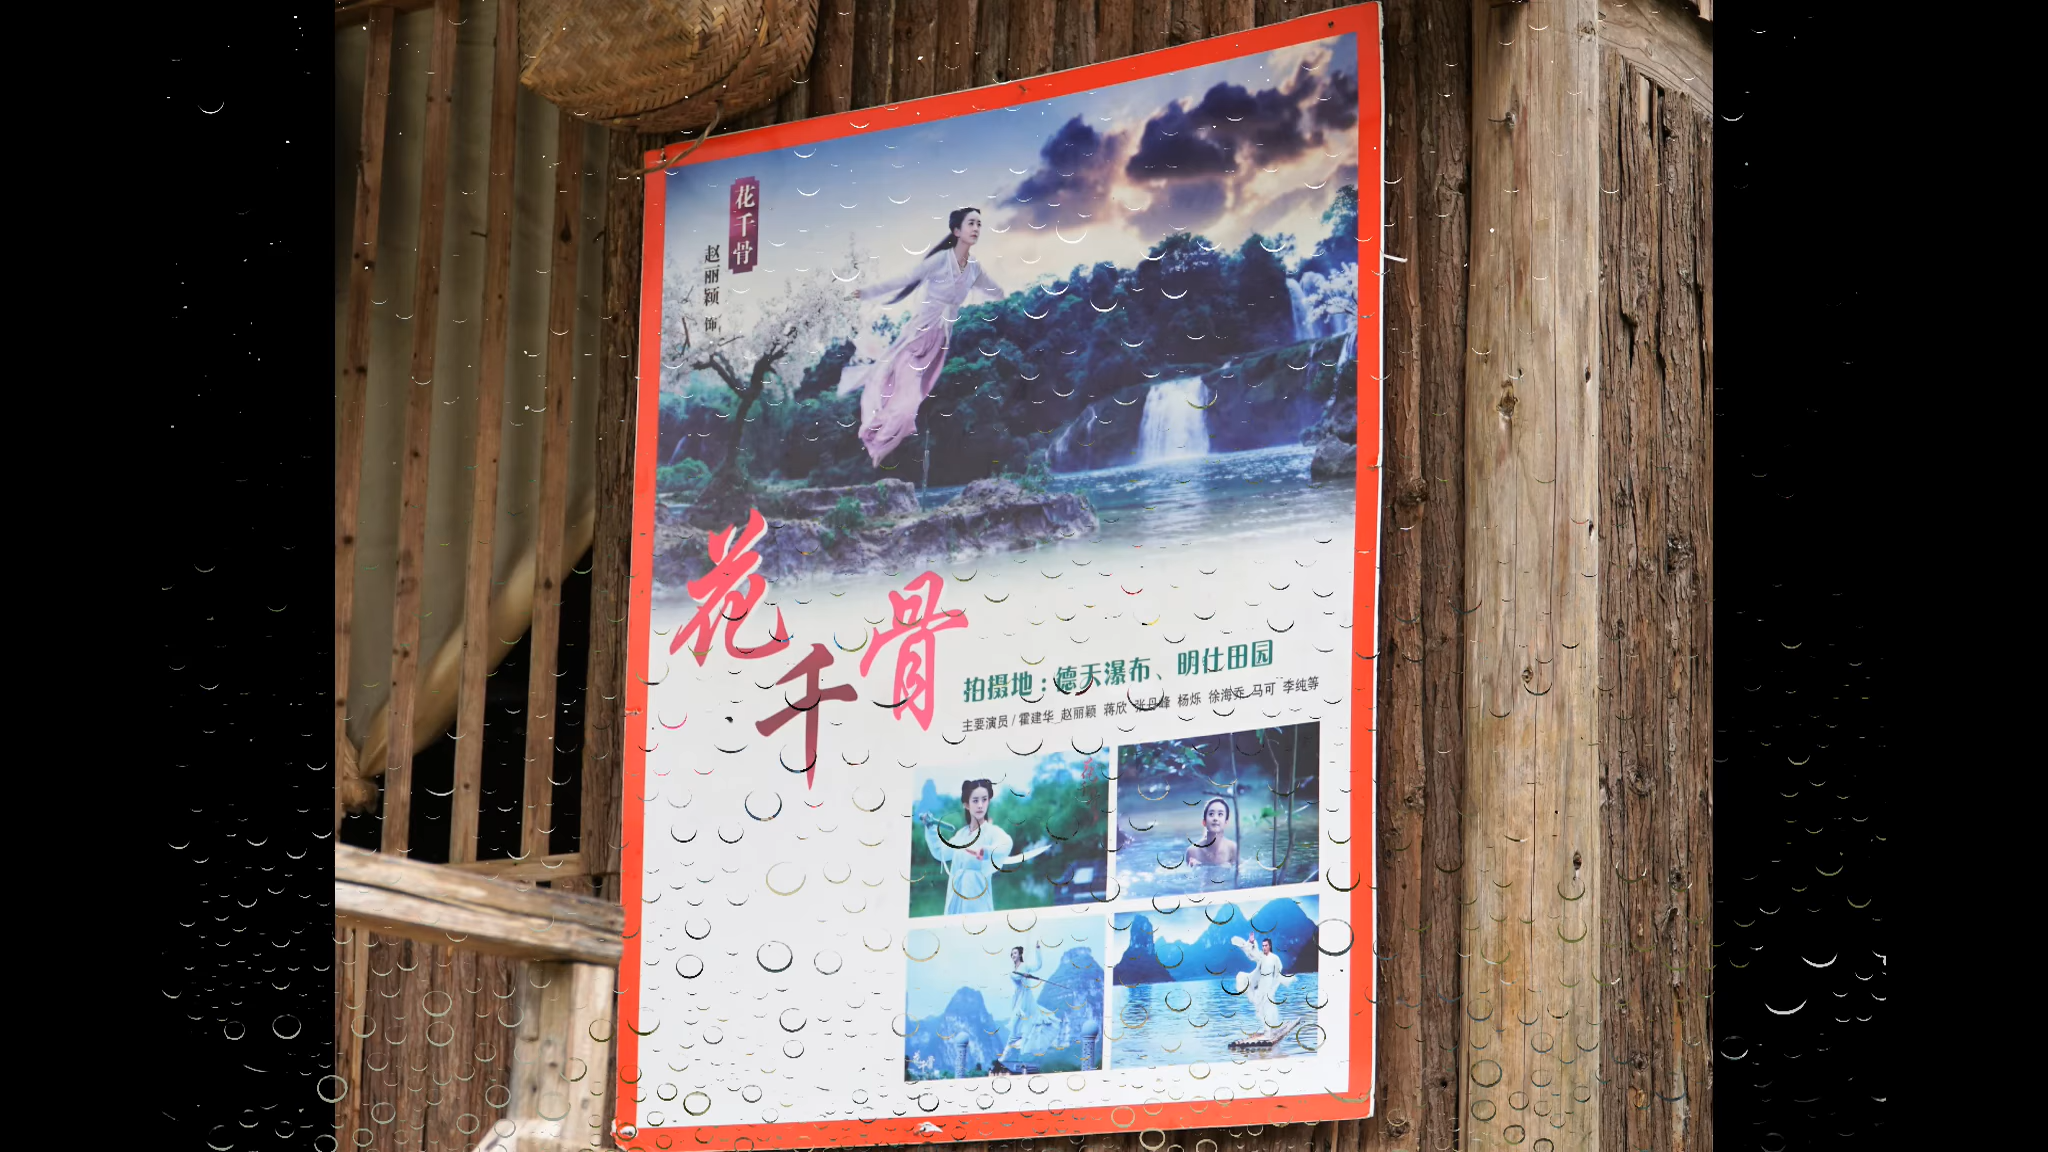 花千骨
赵丽颖 饰
花千骨
拍摄地：德天瀑布、明仕田园
主要演员/霍建华 赵丽颖 蒋欣 张丹峰 杨烁 徐海乔 马可 李纯等